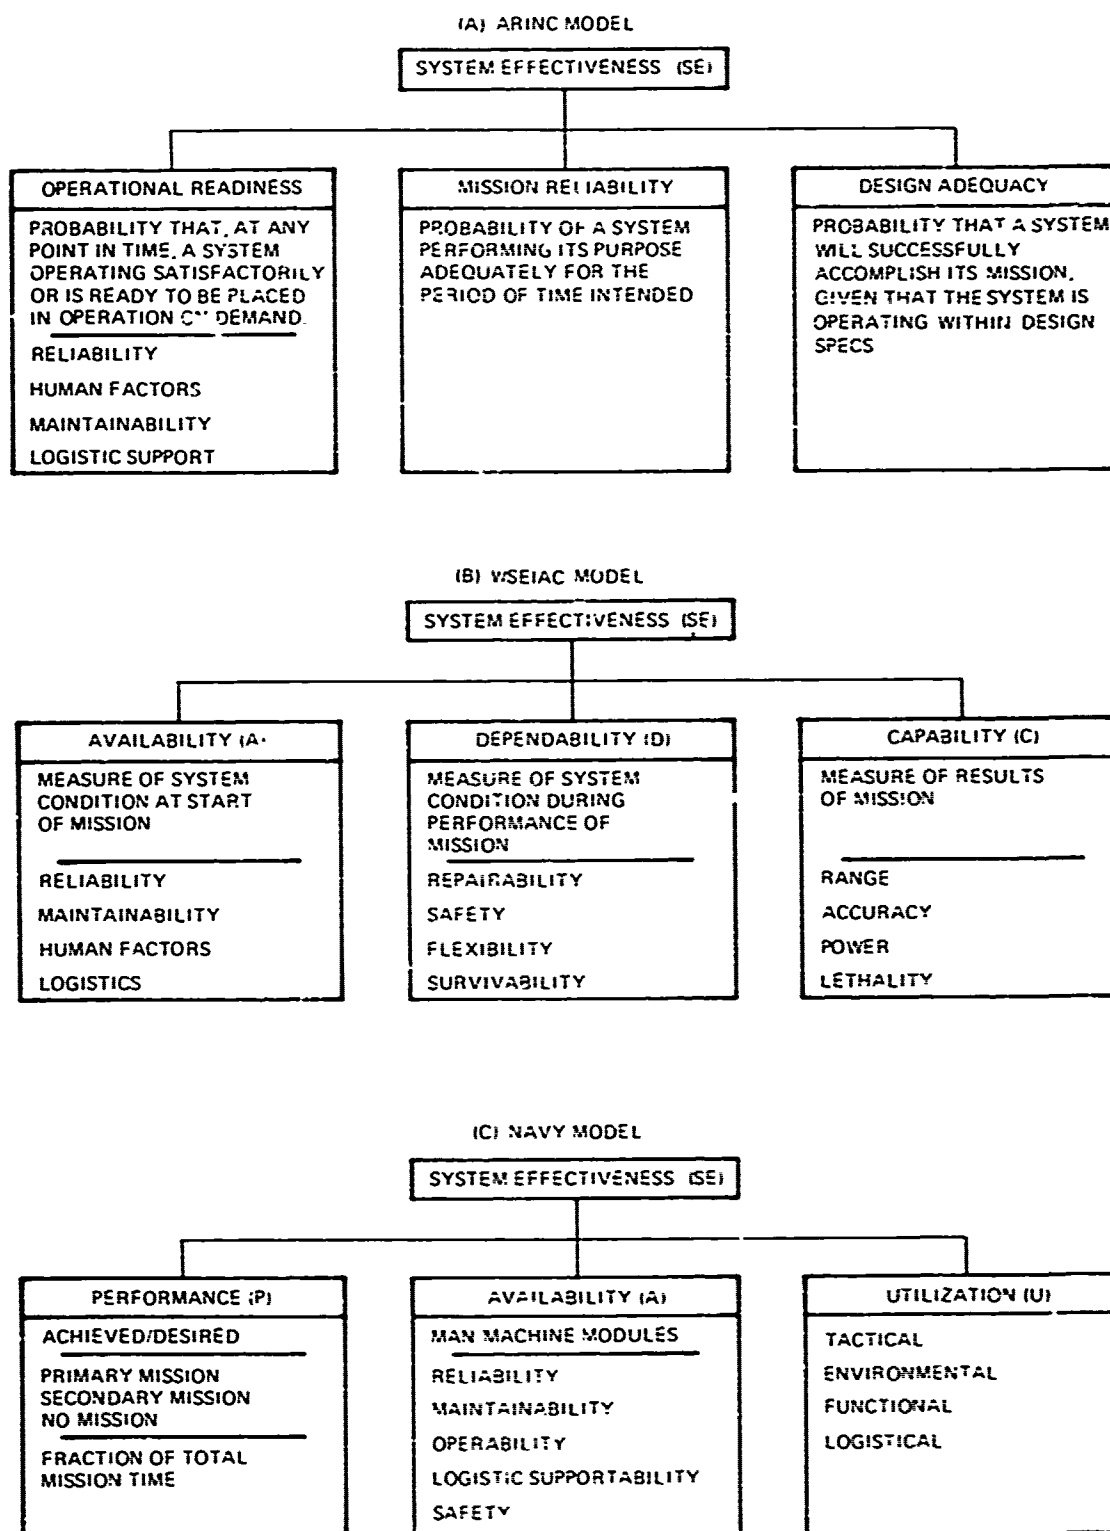 (A) ARINC MODEL
SYSTEM EFFECTIVENESS (SE)
OPERATIONAL READINESS
PROBABILITY THAT, AT ANY
POINT IN TIME, A SYSTEM
OPERATING SATISFACTORILY
OR IS READY TO BE PLACED
IN OPERATION DEMAND.
RELIABILITY
HUMAN FACTORS
MAINTAINABILITY
LOGISTIC SUPPORT
MISSION RELIABILITY
PROBABILITY OF A SYSTEM
PERFORMING ITS PURPOSE
ADEQUATELY FOR THE
PERIOD OF TIME INTENDED
DESIGN ADEQUACY
PROBABILITY THAT A SYSTEM
WILL SUCCESSFULLY
ACCOMPLISH ITS MISSION,
GIVEN THAT THE SYSTEM IS
OPERATING WITHIN DESIGN
SPECS
(B) WSEIAC MODEL
SYSTEM EFFECTIVENESS (SE)
AVAILABILITY (A)
MEASURE OF SYSTEM
CONDITION AT START
OF MISSION
RELIABILITY
MAINTAINABILITY
HUMAN FACTORS
LOGISTICS
DEPENDABILITY (D)
MEASURE OF SYSTEM
CONDITION DURING
PERFORMANCE OF
MISSION
REPAIRABILITY
SAFETY
FLEXIBILITY
SURVIVABILITY
CAPABILITY (C)
MEASURE OF RESULTS
OF MISSION
RANGE
ACCURACY
POWER
LETHALITY
(C) NAVY MODEL
SYSTEM EFFECTIVENESS (SE)
PERFORMANCE (P)
ACHIEVED/DESIRED
PRIMARY MISSION
SECONDARY MISSION
NO MISSION
FRACTION OF TOTAL
MISSION TIME
AVAILABILITY (A)
MAN MACHINE MODULES
RELIABILITY
MAINTAINABILITY
OPERABILITY
LOGISTIC SUPPORTABILITY
SAFETY
UTILIZATION (U)
TACTICAL
ENVIRONMENTAL
FUNCTIONAL
LOGISTICAL